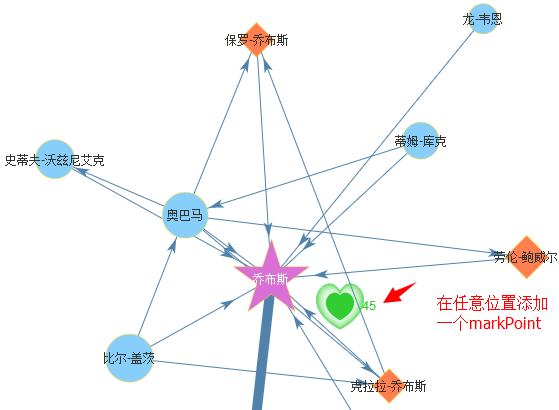 龙-韦恩
保罗-乔布斯
蒂姆-库克
史蒂夫-沃兹尼艾克
奥巴马
劳伦-鲍威尔
乔布斯
45
在任意位置添加
一个markPoint
比尔-盖茨
克拉拉-乔布斯